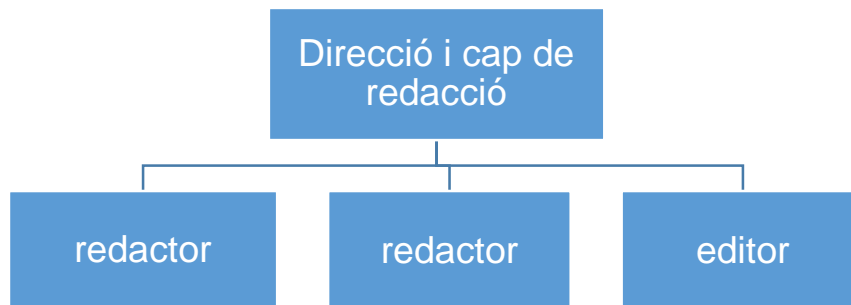 Direcció i cap de
redacció
redactor
redactor
editor